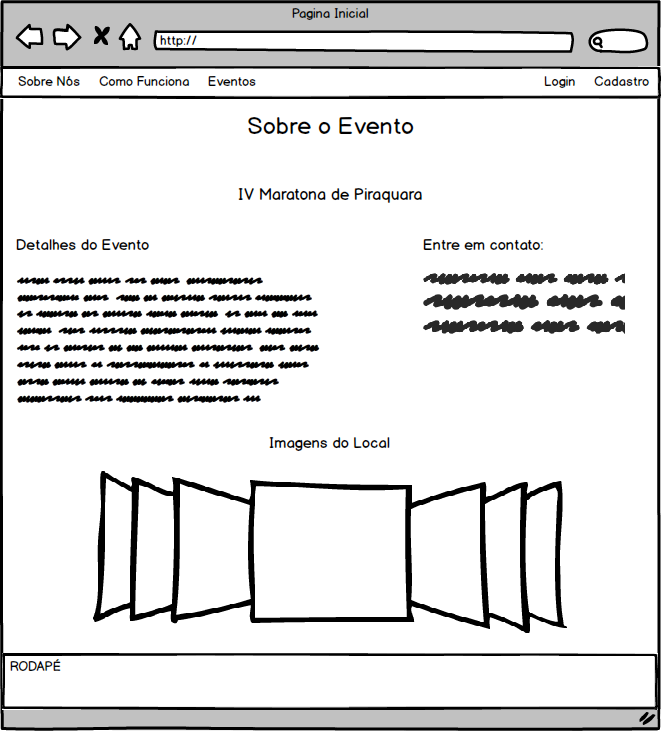 Pagina Inicial
http://
Sobre Nós Como Funciona Eventos Login Cadastro
Sobre o Evento
IV Maratona de Piraquara
Detalhes do Evento Entre em contato:
Imagens do Local
RODAPÉ